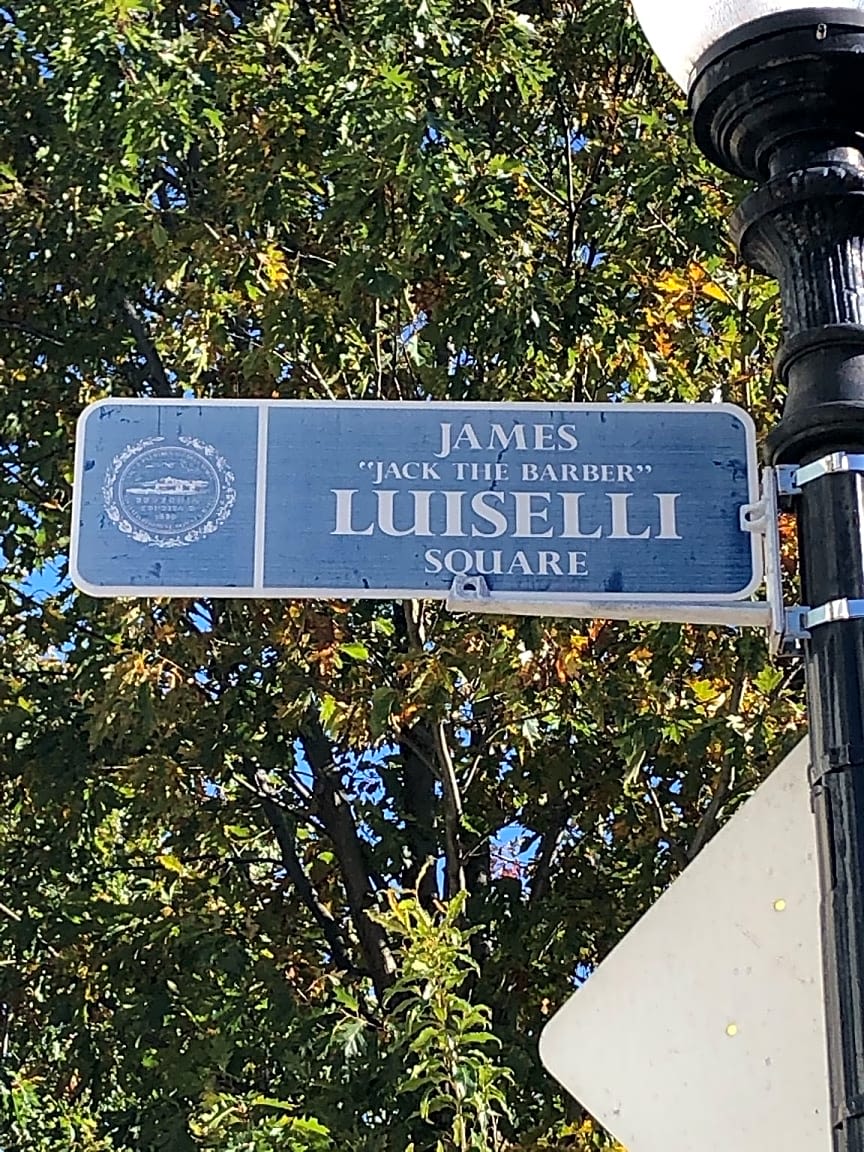 JAMES
"JACK THE BARBER"
LUISELLI
SQUARE